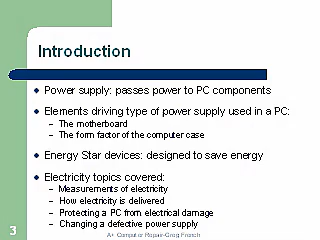 Introduction
Power supply: passes power to PC components
Elements driving type of power supply used in a PC:
– The motherboard
– The form factor of the computer case
Energy Star devices: designed to save energy
Electricity topics covered:
– Measurements of electricity
– How electricity is delivered
– Protecting a PC from electrical damage
– Changing a defective power supply
3
A+ Computer Repair-Greg French